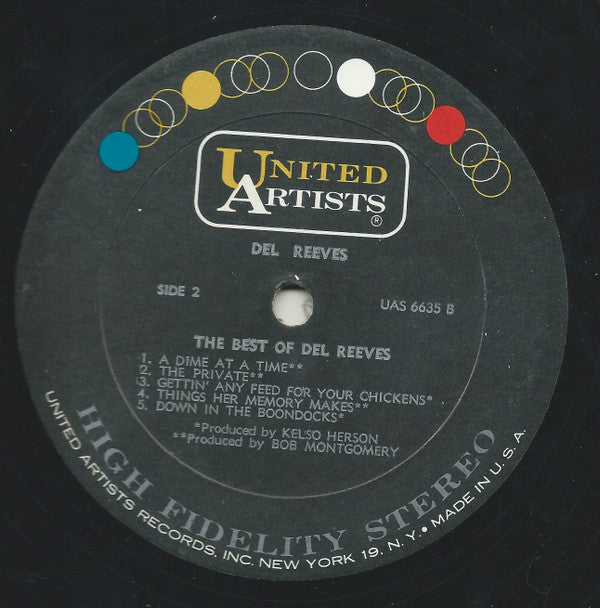 UNITED
ARTISTS
®
DEL REEVES
SIDE 2
UAS 6635 B
THE BEST OF DEL REEVES
1. A DIME AT A TIME**
2. THE PRIVATE**
3. GETTIN' ANY FEED FOR YOUR CHICKENS*
4. THINGS HER MEMORY MAKES**
5. DOWN IN THE BOONDOCKS*
*Produced by KELSO HERSON
**Produced by BOB MONTGOMERY
HIGH FIDELITY STEREO
UNITED ARTISTS RECORDS, INC. NEW YORK 19, N.Y. • MADE IN U.S.A.